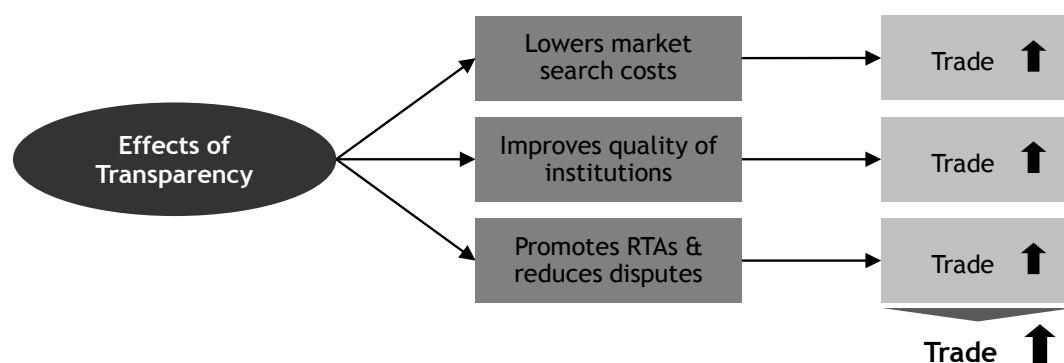 Effects of
Transparency
Lowers market
search costs
Trade
Improves quality of
institutions
Trade
Promotes RTAs &
reduces disputes
Trade
Trade